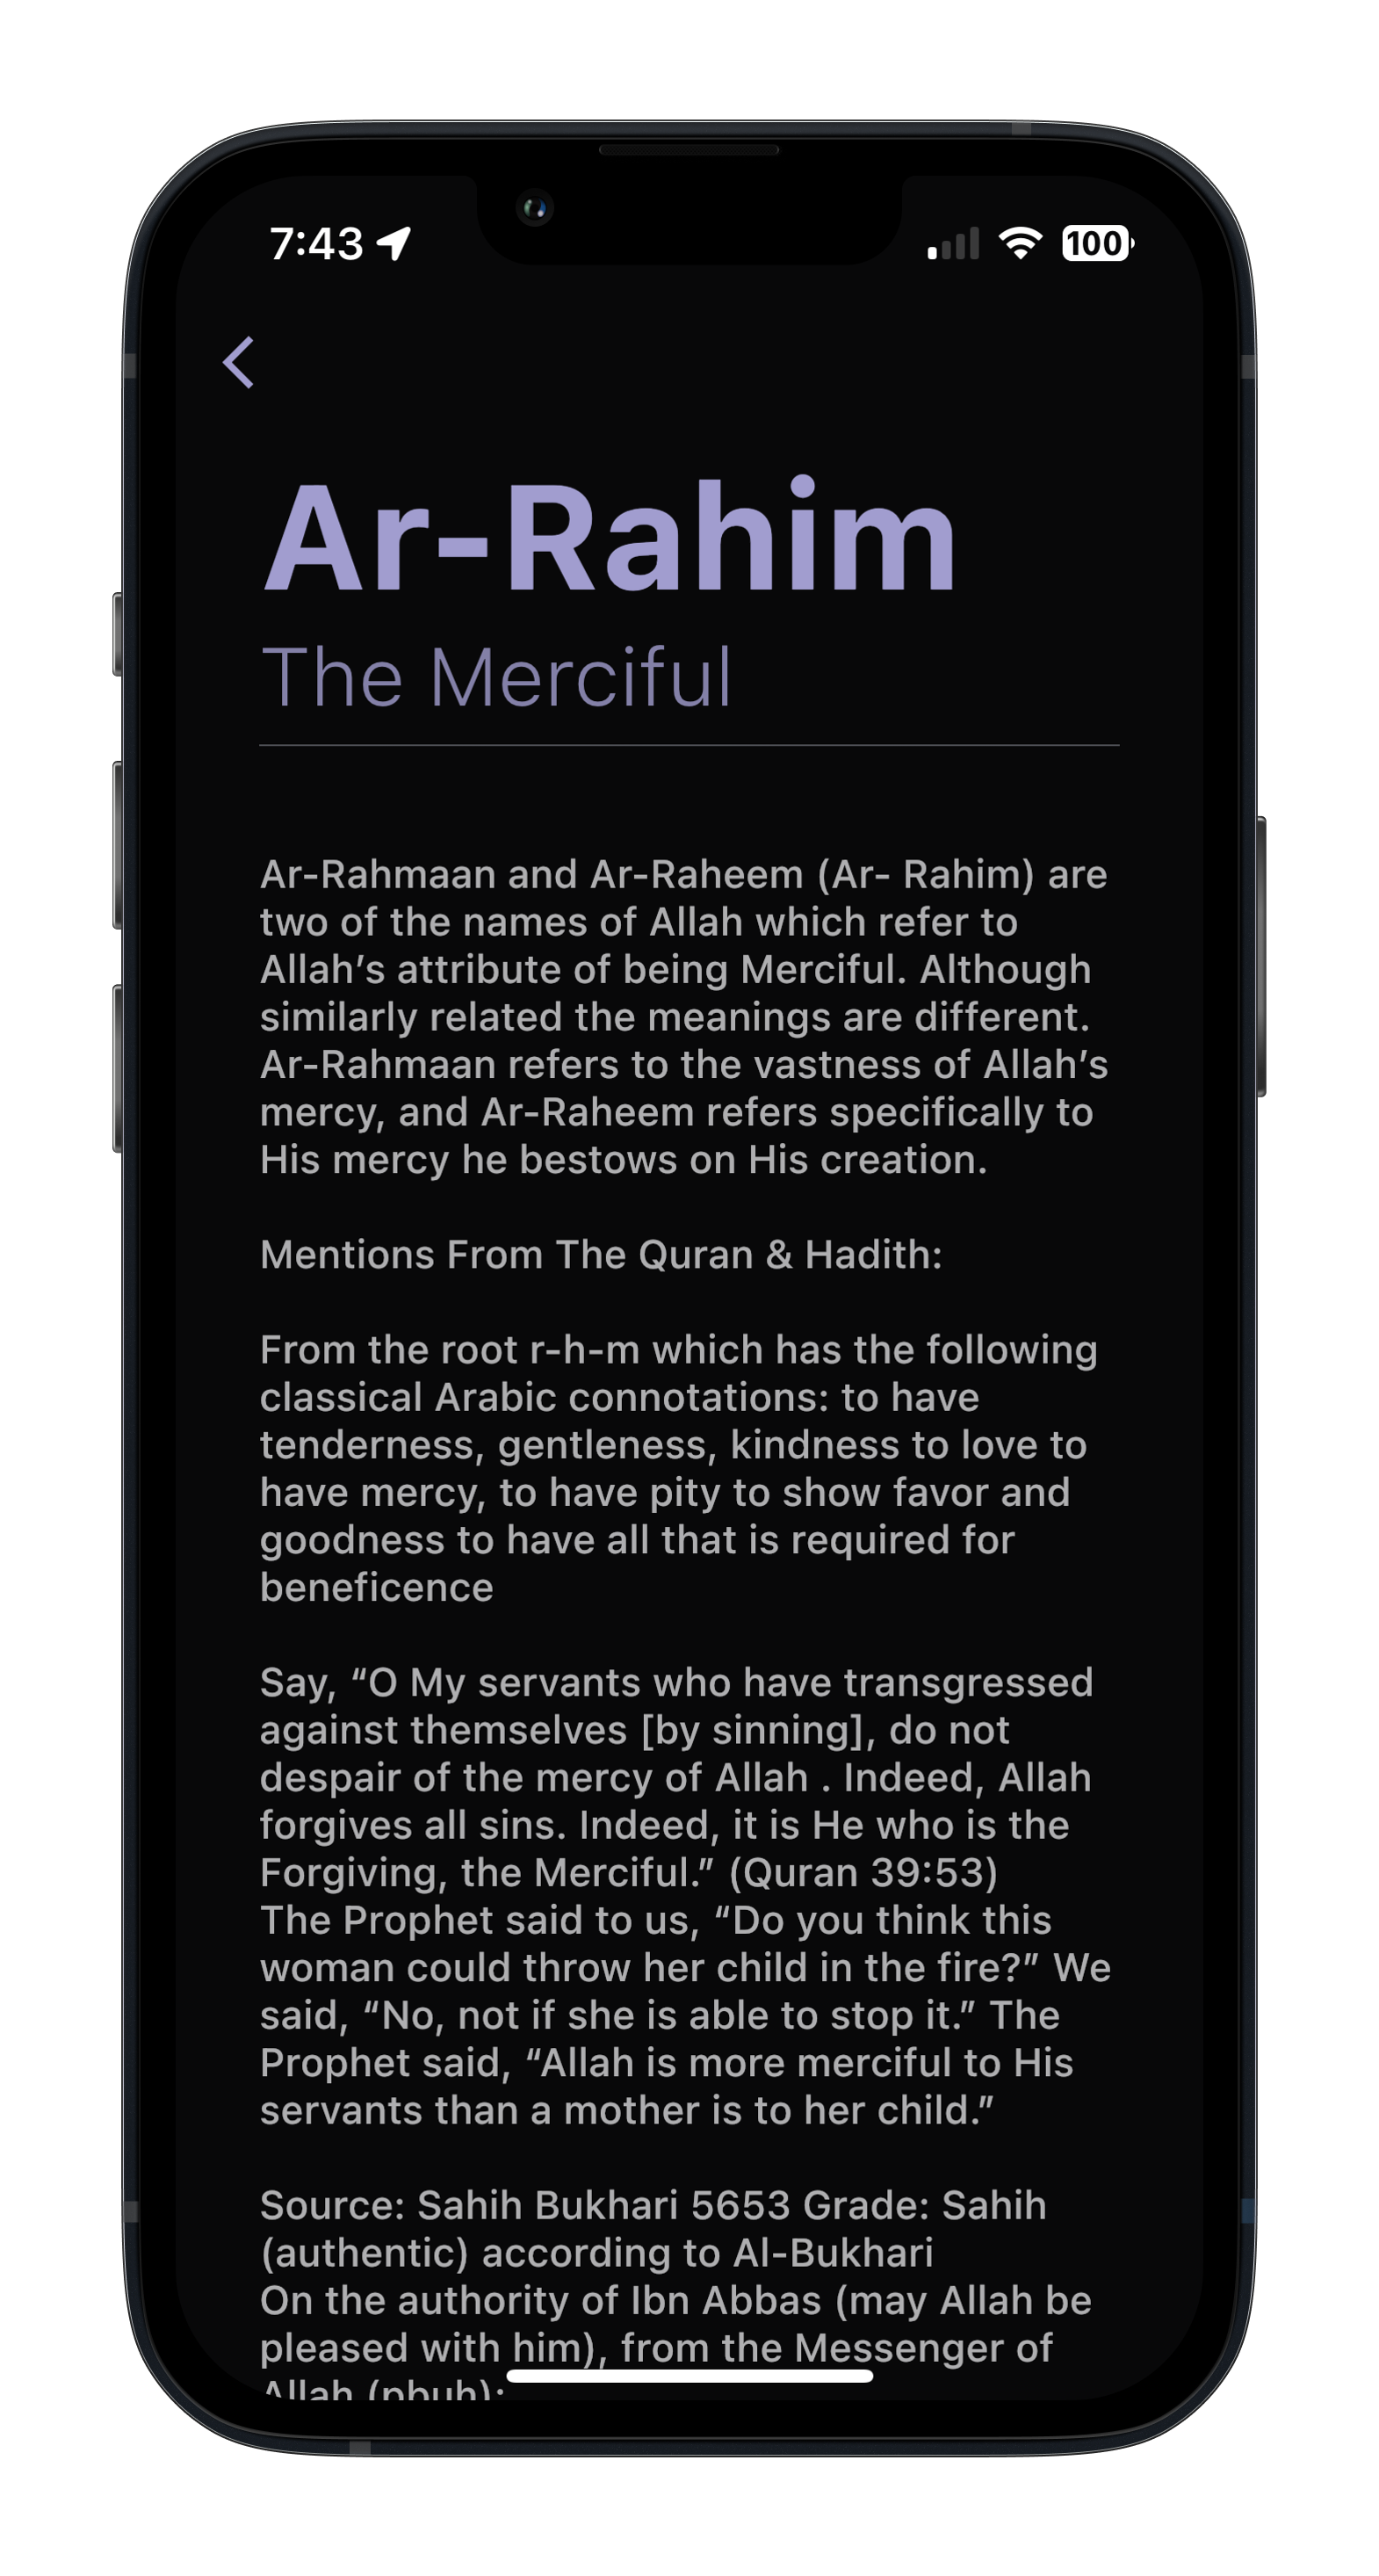 7:43
100
Ar-Rahim
The Merciful
Ar-Rahmaan and Ar-Raheem (Ar- Rahim) are
two of the names of Allah which refer to
Allah’s attribute of being Merciful. Although
similarly related the meanings are different.
Ar-Rahmaan refers to the vastness of Allah’s
mercy, and Ar-Raheem refers specifically to
His mercy he bestows on His creation.
Mentions From The Quran & Hadith:
From the root r-h-m which has the following
classical Arabic connotations: to have
tenderness, gentleness, kindness to love to
have mercy, to have pity to show favor and
goodness to have all that is required for
beneficence
Say, “O My servants who have transgressed
against themselves [by sinning], do not
despair of the mercy of Allah . Indeed, Allah
forgives all sins. Indeed, it is He who is the
Forgiving, the Merciful.” (Quran 39:53)
The Prophet said to us, “Do you think this
woman could throw her child in the fire?” We
said, “No, not if she is able to stop it.” The
Prophet said, “Allah is more merciful to His
servants than a mother is to her child.”
Source: Sahih Bukhari 5653 Grade: Sahih
(authentic) according to Al-Bukhari
On the authority of Ibn Abbas (may Allah be
pleased with him), from the Messenger of
Allah (pbuh):